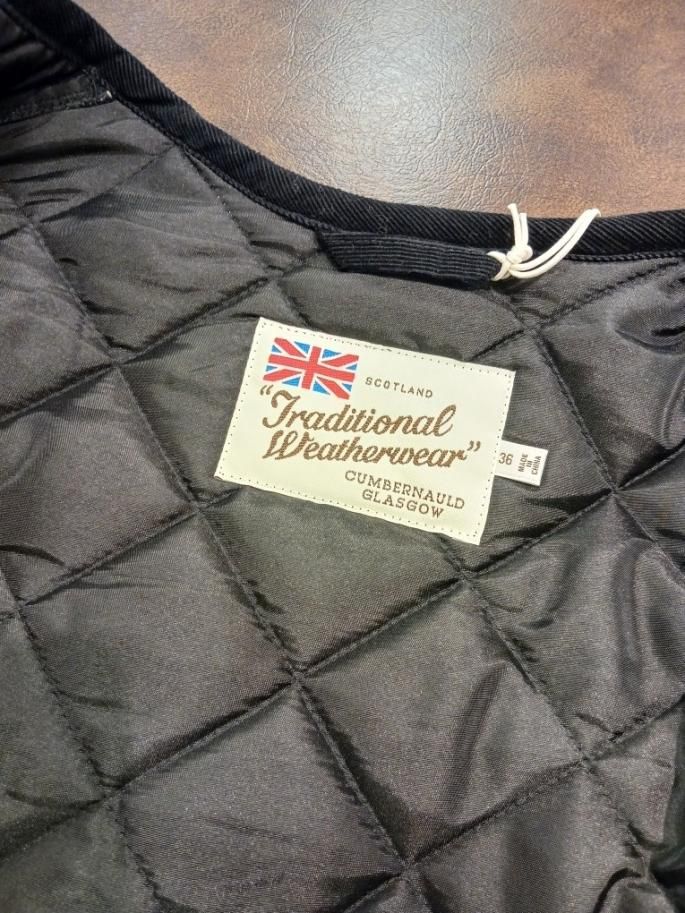 SCOTLAND
"Traditional
Weatherwear"
CUMBERNAULD
GLASGOW
36
MADE
IN
CHINA